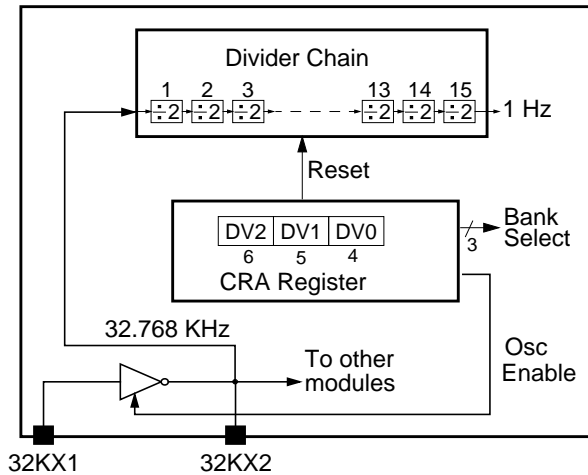 Divider Chain
1 2 3 13 14 15
÷2 ÷2 ÷2 ÷2 ÷2 ÷2
1 Hz
Reset
DV2 DV1 DV0
6 5 4
CRA Register
3
Bank
Select
32.768 KHz
To other
modules
Osc
Enable
32KX1
32KX2